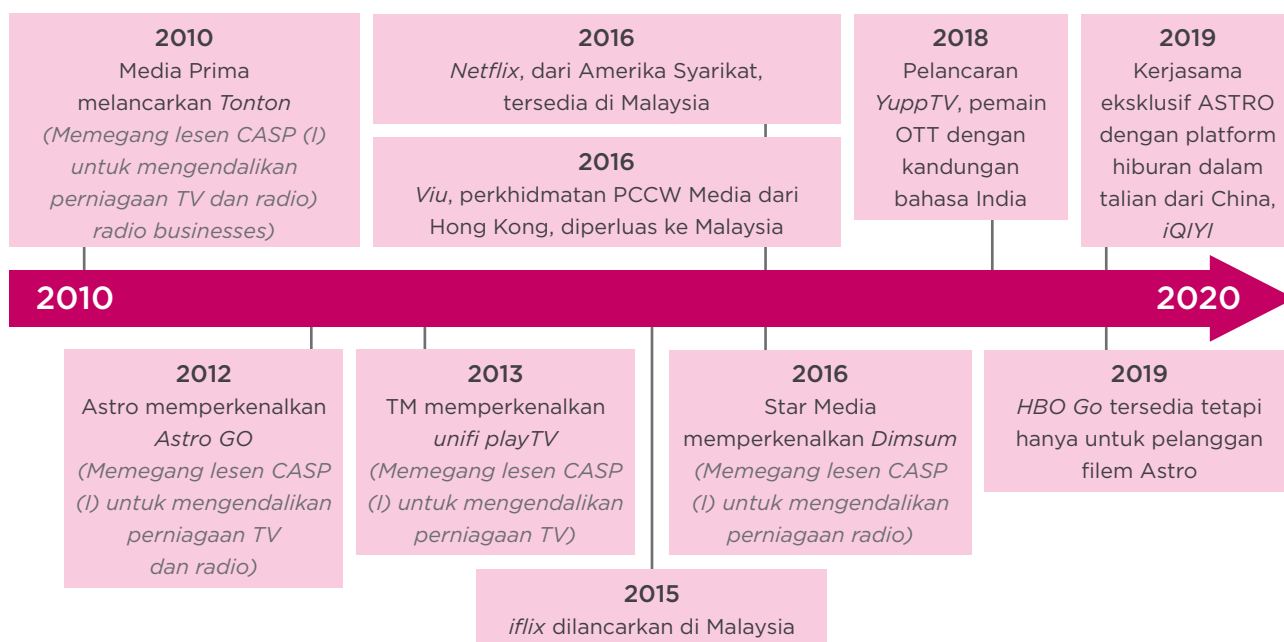 2010
Media Prima
melancarkan Tonton
(Memegang lesen CASP (I)
untuk mengendalikan
perniagaan TV dan radio)
radio businesses)
2016
Netflix, dari Amerika Syarikat,
tersedia di Malaysia
2016
Viu, perkhidmatan PCCW Media dari
Hong Kong, diperluas ke Malaysia
2018
Pelancaran
YuppTV, pemain
OTT dengan
kandungan
bahasa India
2019
Kerjasama
eksklusif ASTRO
dengan platform
hiburan dalam
talian dari China,
iQIYI
2010
2020
2012
Astro memperkenalkan
Astro GO
(Memegang lesen CASP
(I) untuk mengendalikan
perniagaan TV
dan radio)
2013
TM memperkenalkan
unifi playTV
(Memegang lesen CASP
(I) untuk mengendalikan
perniagaan TV)
2015
iflix dilancarkan di Malaysia
2016
Star Media
memperkenalkan Dimsum
(Memegang lesen CASP
(I) untuk mengendalikan
perniagaan radio)
2019
HBO Go tersedia tetapi
hanya untuk pelanggan
filem Astro